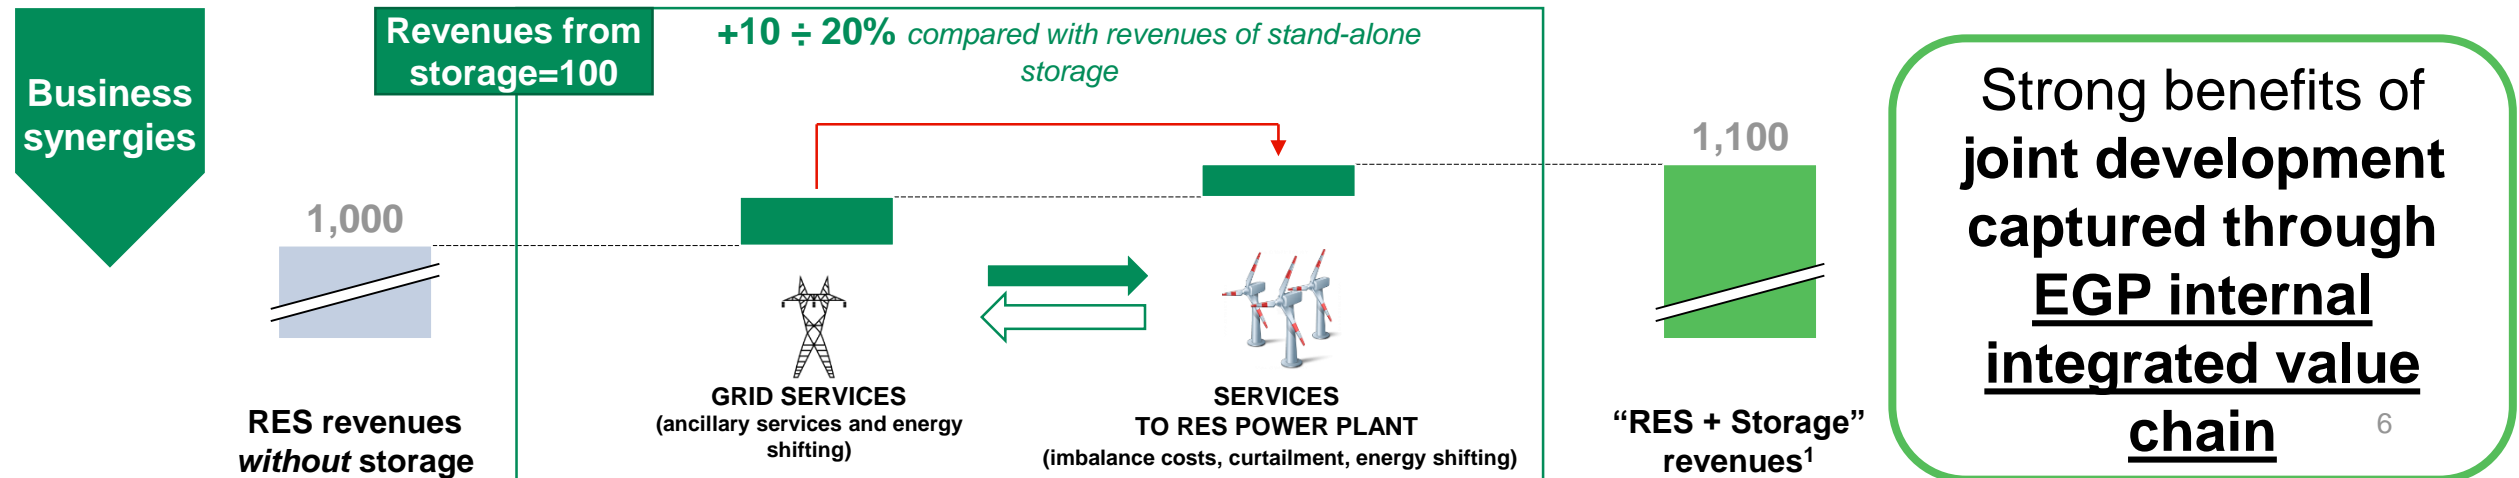 Business
synergies
Revenues from
storage=100
+10 ÷ 20% compared with revenues of stand-alone
storage
1,000
1,100
GRID SERVICES
(ancillary services and energy
shifting)
SERVICES
TO RES POWER PLANT
(imbalance costs, curtailment, energy shifting)
RES revenues
without storage
“RES + Storage”
revenues¹
Strong benefits of
joint development
captured through
EGP internal
integrated value
chain
6